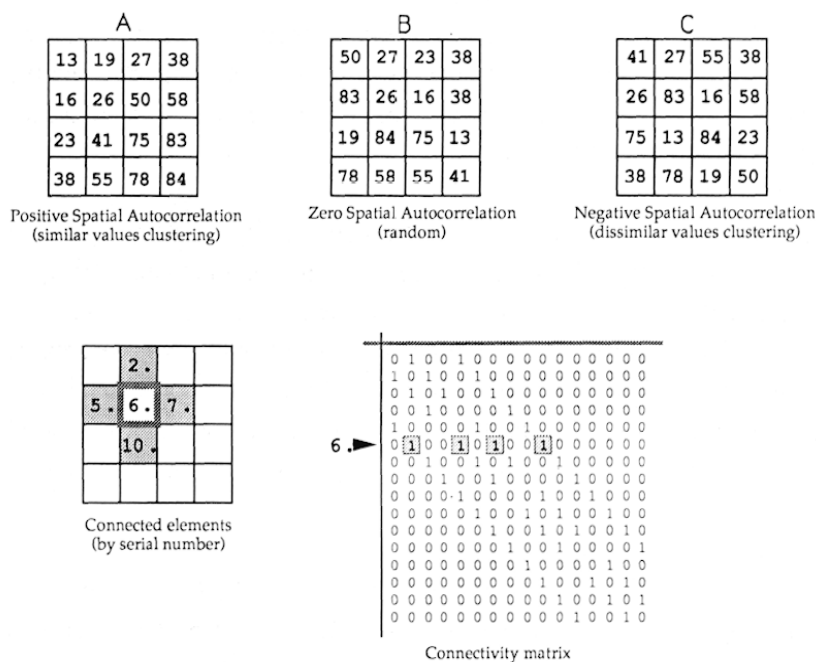 A
13 19 27 38
16 26 50 58
23 41 75 83
38 55 78 84
Positive Spatial Autocorrelation
(similar values clustering)
B
50 27 23 38
83 26 16 38
19 84 75 13
78 58 55 41
Zero Spatial Autocorrelation
(random)
C
41 27 55 38
26 83 16 58
75 13 84 23
38 78 19 50
Negative Spatial Autocorrelation
(dissimilar values clustering)
2.
5. 6. 7.
10.
Connected elements
(by serial number)
0 1 0 0 1 0 0 0 0 0 0 0 0 0 0 0
1 0 1 0 0 1 0 0 0 0 0 0 0 0 0 0
0 1 0 1 0 0 1 0 0 0 0 0 0 0 0 0
0 0 1 0 0 0 0 1 0 0 0 0 0 0 0 0
1 0 0 0 0 1 0 0 1 0 0 0 0 0 0 0
6. 0 1 0 0 1 0 1 0 0 1 0 0 0 0 0 0
0 0 1 0 0 1 0 1 0 0 1 0 0 0 0 0
0 0 0 1 0 0 1 0 0 0 0 1 0 0 0 0
0 0 0 0 1 0 0 0 0 1 0 0 1 0 0 0
0 0 0 0 0 1 0 0 1 0 1 0 0 1 0 0
0 0 0 0 0 0 1 0 0 1 0 1 0 0 1 0
0 0 0 0 0 0 0 1 0 0 1 0 0 0 0 1
0 0 0 0 0 0 0 0 1 0 0 0 0 1 0 0
0 0 0 0 0 0 0 0 0 1 0 0 1 0 1 0
0 0 0 0 0 0 0 0 0 0 1 0 0 1 0 1
0 0 0 0 0 0 0 0 0 0 0 1 0 0 1 0
Connectivity matrix